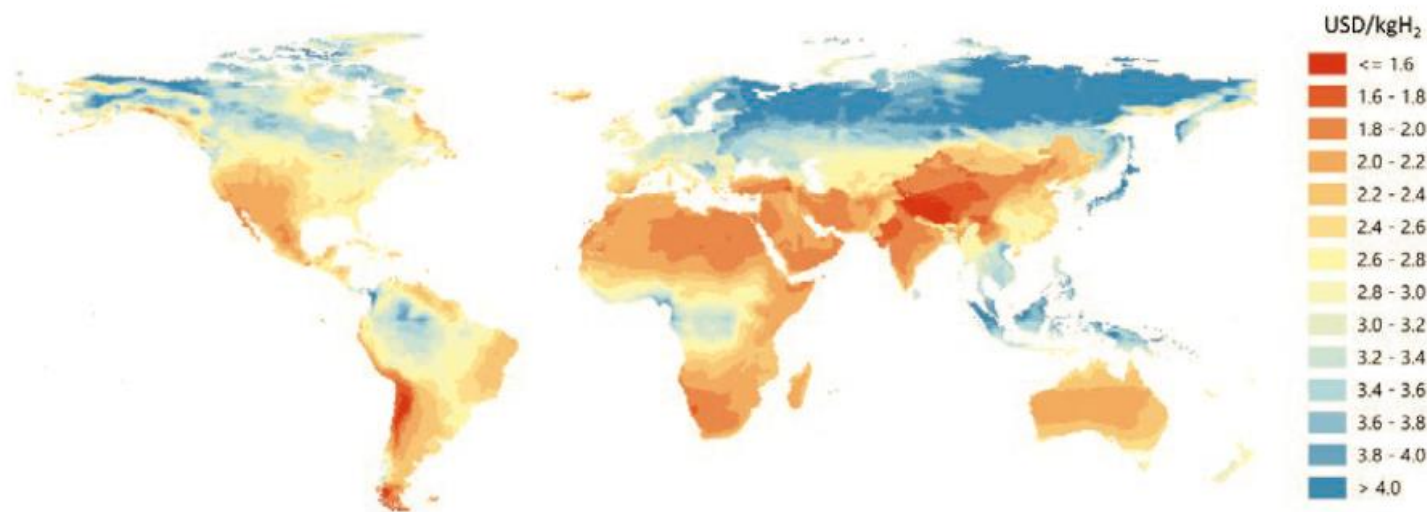 USD/kgH₂
<= 1.6
1.6 - 1.8
1.8 - 2.0
2.0 - 2.2
2.2 - 2.4
2.4 - 2.6
2.6 - 2.8
2.8 - 3.0
3.0 - 3.2
3.2 - 3.4
3.4 - 3.6
3.6 - 3.8
3.8 - 4.0
> 4.0